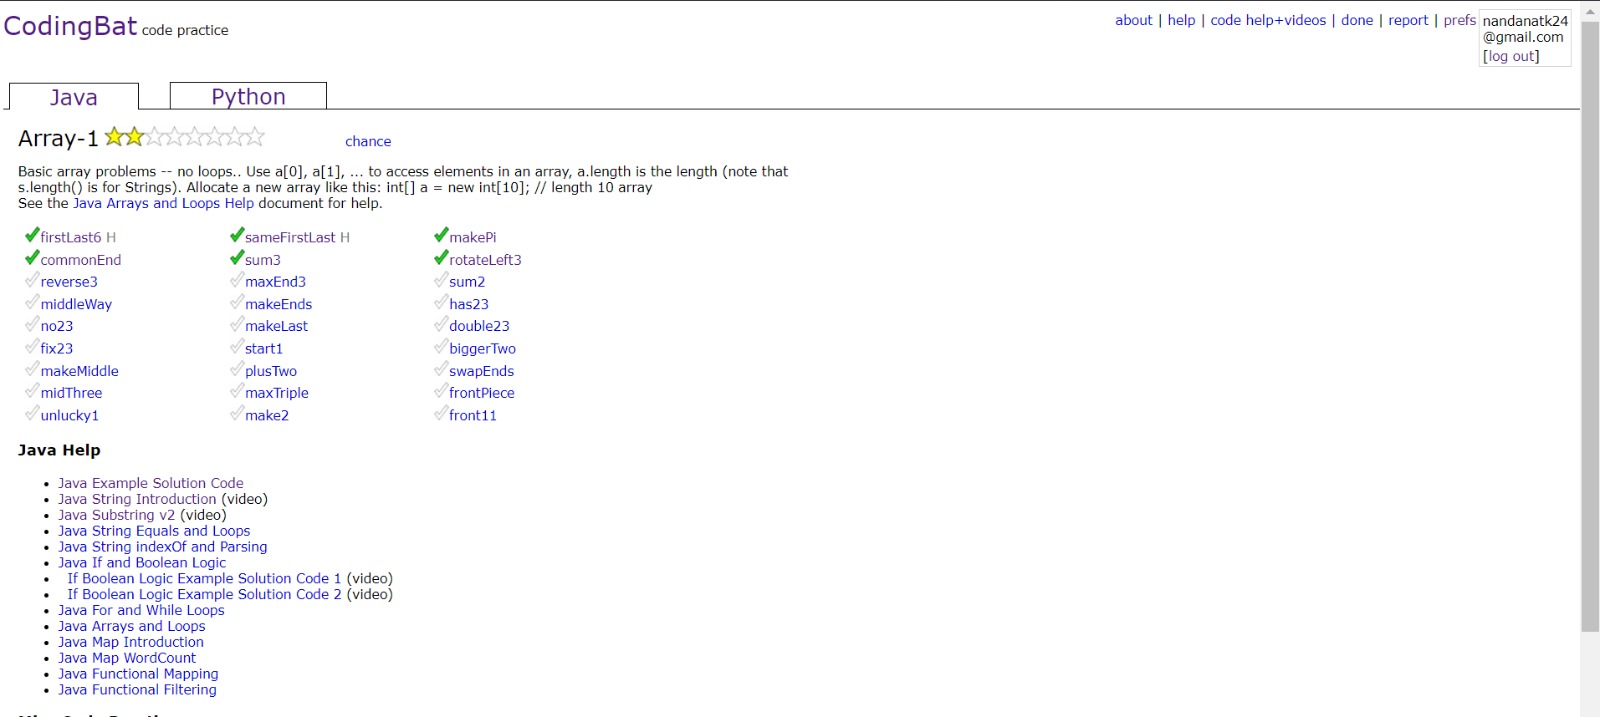 CodingBat code practice
about | help | code help+videos | done | report | prefs
nandanatk24
@gmail.com
[log out]
Java Python
Array-1 chance
Basic array problems -- no loops.. Use a[0], a[1], ... to access elements in an array, a.length is the length (note that
s.length() is for Strings). Allocate a new array like this: int[] a = new int[10]; // length 10 array
See the Java Arrays and Loops Help document for help.
firstLast6 H sameFirstLast H makePi
commonEnd sum3 rotateLeft3
reverse3 maxEnd3 sum2
middleWay makeEnds has23
no23 makeLast double23
fix23 start1 biggerTwo
makeMiddle plusTwo swapEnds
midThree maxTriple frontPiece
unlucky1 make2 front11
Java Help
• Java Example Solution Code
• Java String Introduction (video)
• Java Substring v2 (video)
• Java String Equals and Loops
• Java String indexOf and Parsing
• Java If and Boolean Logic
• If Boolean Logic Example Solution Code 1 (video)
• If Boolean Logic Example Solution Code 2 (video)
• Java For and While Loops
• Java Arrays and Loops
• Java Map Introduction
• Java Map WordCount
• Java Functional Mapping
• Java Functional Filtering